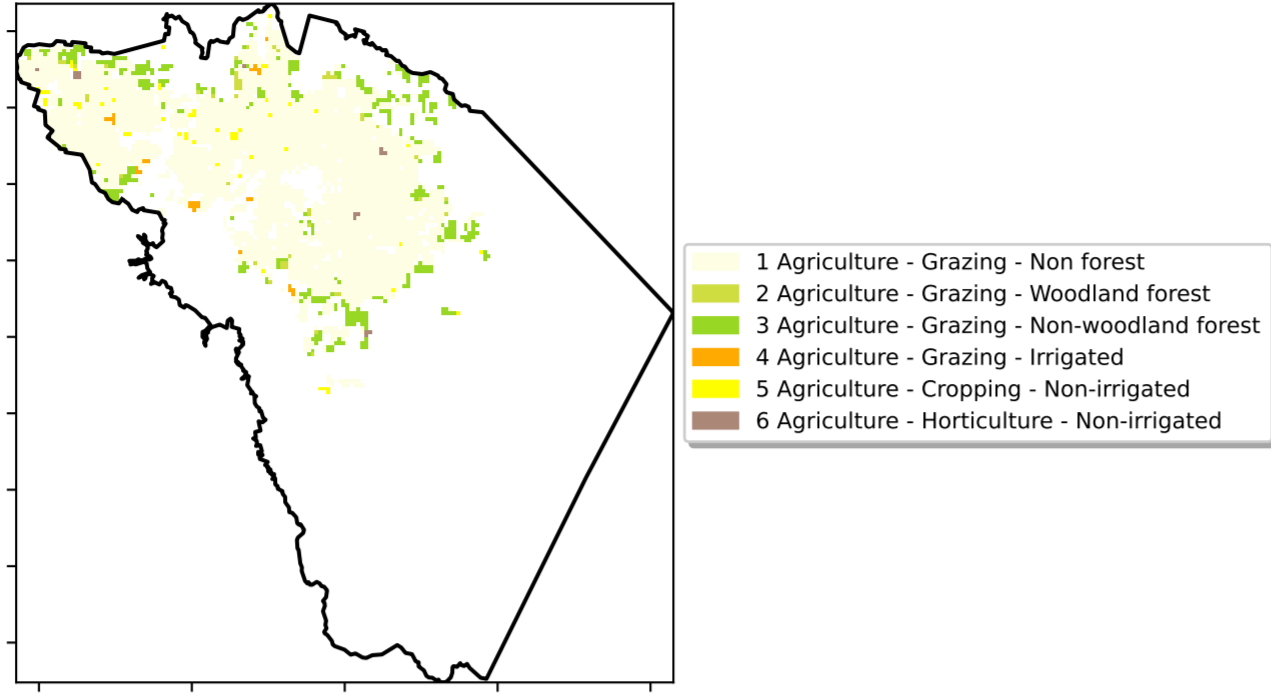 1 Agriculture - Grazing - Non forest
2 Agriculture - Grazing - Woodland forest
3 Agriculture - Grazing - Non-woodland forest
4 Agriculture - Grazing - Irrigated
5 Agriculture - Cropping - Non-irrigated
6 Agriculture - Horticulture - Non-irrigated